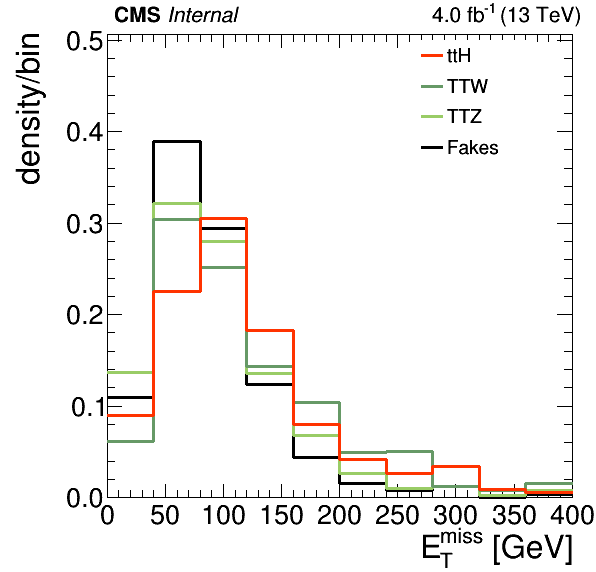 CMS Internal 4.0 fb-1 (13 TeV)
density/bin
0.5
0.4
0.3
0.2
0.1
0.0
ttH
TTW
TTZ
Fakes
0 50 100 150 200 250 300 350 400
E_T^miss [GeV]